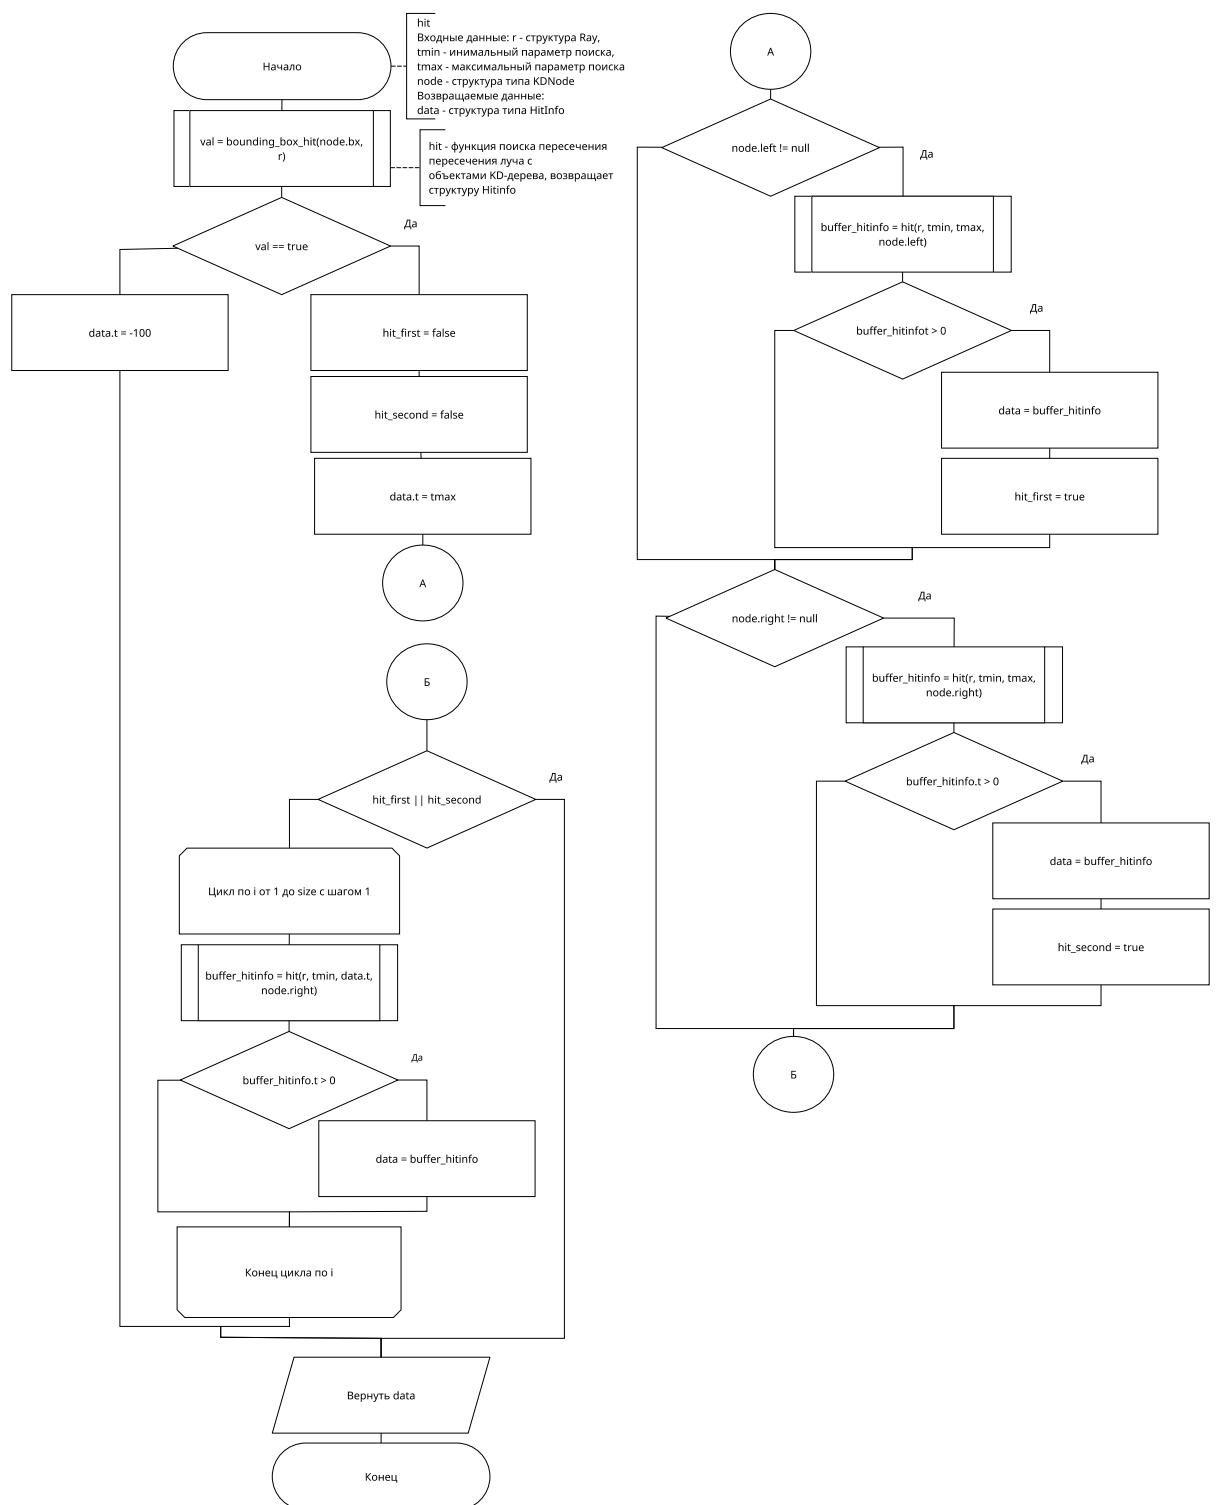 Начало
hit
Входные данные: r - структура Ray,
tmin - инимальный параметр поиска,
tmax - максимальный параметр поиска
node - структура типа KDNode
Возвращаемые данные:
data - структура типа HitInfo
val = bounding_box_hit(node.bx,
r)
hit - функция поиска пересечения
пересечения луча с
объектами KD-дерева, возвращает
структуру Hitinfo
val == true
Да
data.t = -100
hit_first = false
hit_second = false
data.t = tmax
А
Б
hit_first || hit_second
Да
Цикл по i от 1 до size с шагом 1
buffer_hitinfo = hit(r, tmin, data.t,
node.right)
buffer_hitinfo.t > 0
Да
data = buffer_hitinfo
Конец цикла по i
Вернуть data
Конец
А
node.left != null
Да
buffer_hitinfo = hit(r, tmin, tmax,
node.left)
buffer_hitinfot > 0
Да
data = buffer_hitinfo
hit_first = true
node.right != null
Да
buffer_hitinfo = hit(r, tmin, tmax,
node.right)
buffer_hitinfo.t > 0
Да
data = buffer_hitinfo
hit_second = true
Б